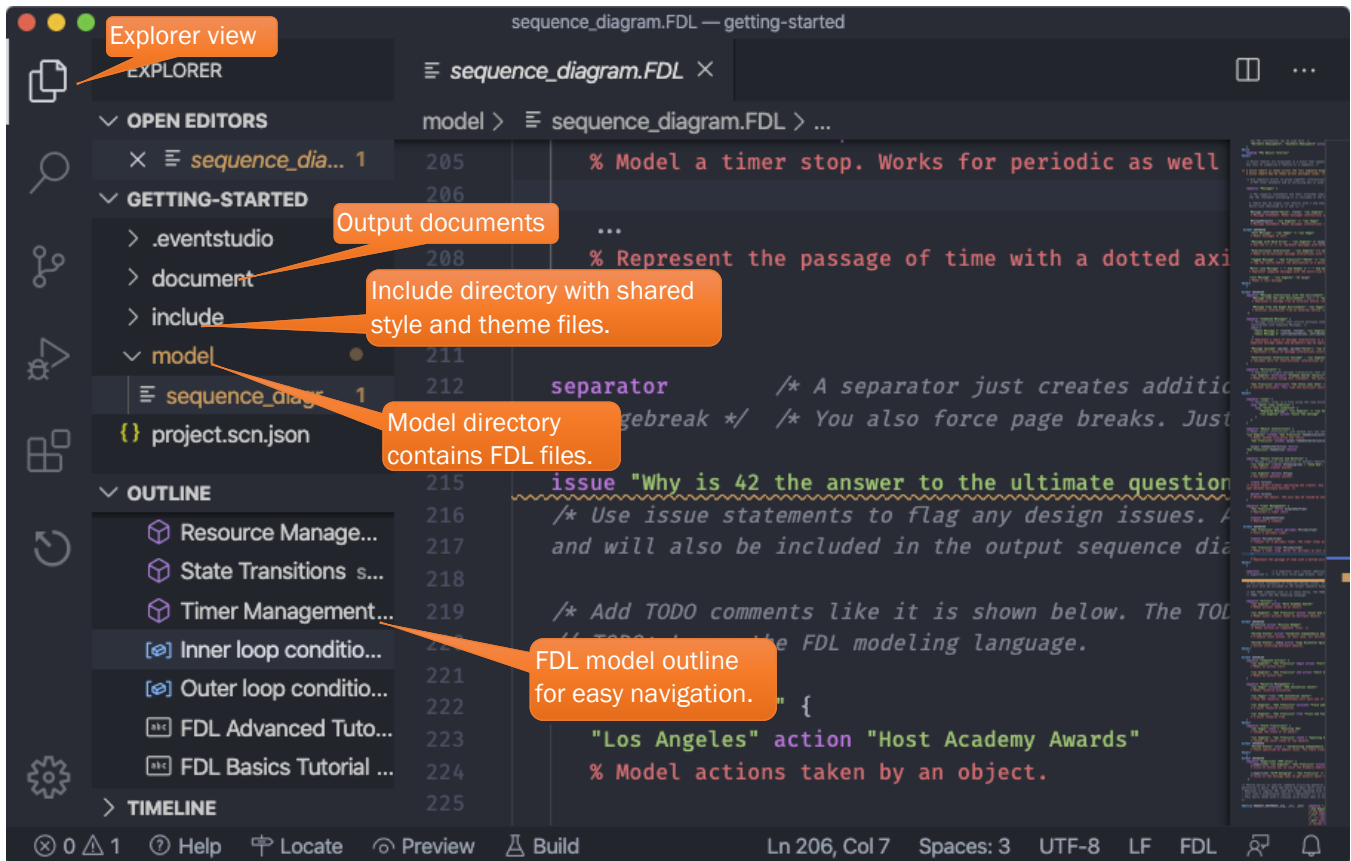 sequence_diagram.FDL — getting-started
Explorer view
EXPLORER
sequence_diagram.FDL
...
OPEN EDITORS
sequence_dia... 1
GETTING-STARTED
.eventstudio
document
include
model
sequence_diagr 1
{} project.scn.json
OUTLINE
Resource Manage...
State Transitions s...
Timer Management...
Inner loop conditio...
Outer loop conditio...
abc FDL Advanced Tuto...
abc FDL Basics Tutorial ...
TIMELINE
Output documents
Include directory with shared
style and theme files.
Model directory
contains FDL files.
FDL model outline
for easy navigation.
model > sequence_diagram.FDL > ...
205 % Model a timer stop. Works for periodic as well
206
...
208 % Represent the passage of time with a dotted axi
211
212 separator /* A separator just creates additic
gebreak */ /* You also force page breaks. Just
215 issue "Why is 42 the answer to the ultimate question
216 /* Use issue statements to flag any design issues. A
217 and will also be included in the output sequence dia
218
219 /* Add TODO comments like it is shown below. The TOD
the FDL modeling language.
221
222 " {
223 "Los Angeles" action "Host Academy Awards"
224 % Model actions taken by an object.
225
0 1 Help Locate Preview Build Ln 206, Col 7 Spaces: 3 UTF-8 LF FDL